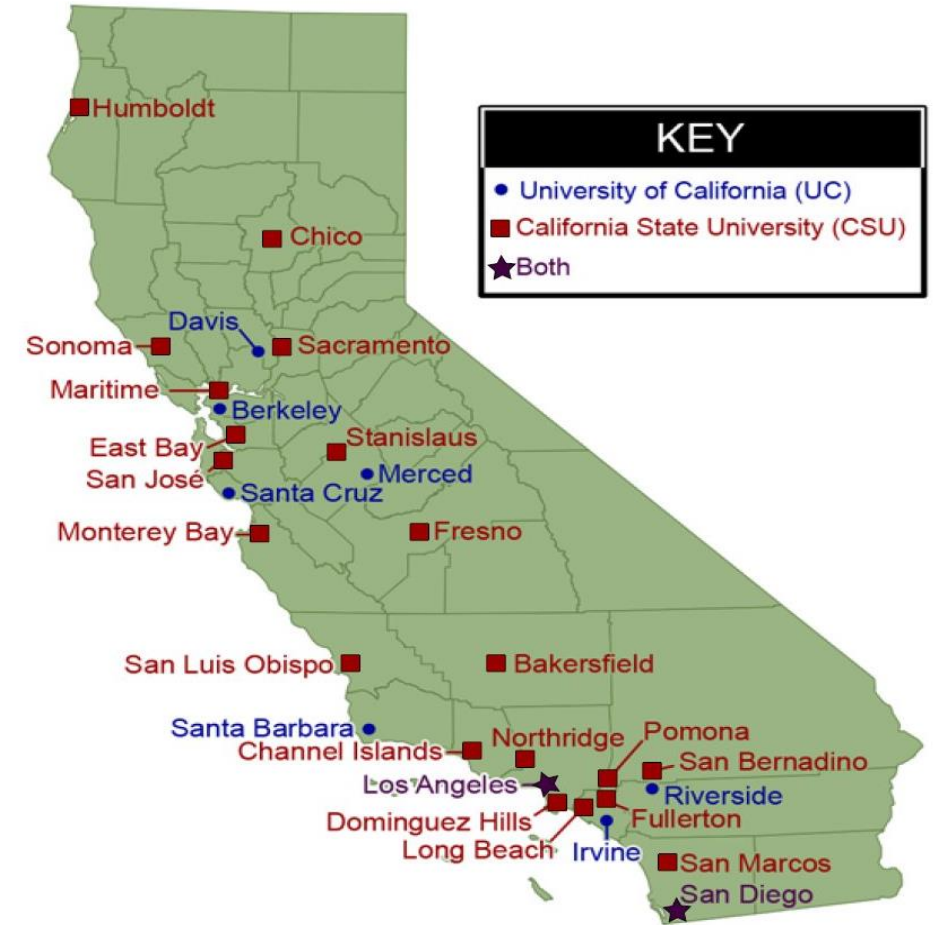 Humboldt
KEY
University of California (UC)
California State University (CSU)
Both
Chico
Davis
Sonoma
Sacramento
Maritime
Berkeley
East Bay
Stanislaus
San José
Merced
Santa Cruz
Monterey Bay
Fresno
San Luis Obispo
Bakersfield
Santa Barbara
Channel Islands
Northridge
Pomona
San Bernadino
Los Angeles
Riverside
Dominguez Hills
Fullerton
Long Beach
Irvine
San Marcos
San Diego